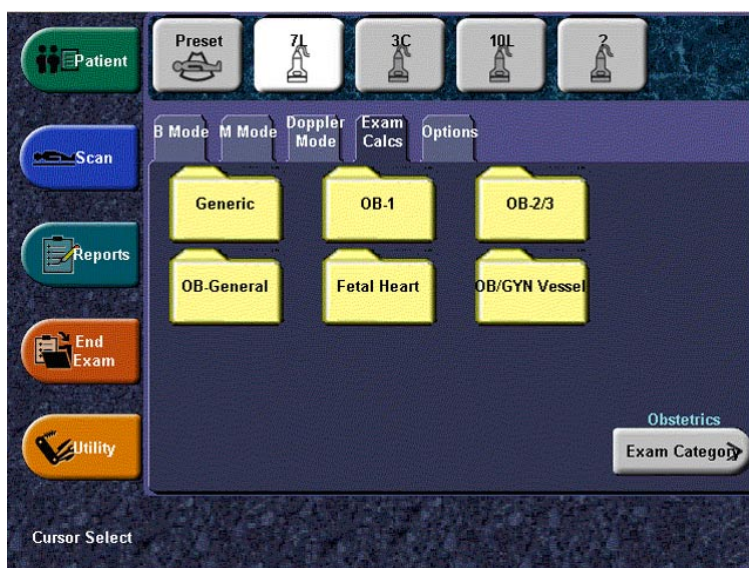 Patient
Preset
7L
3C
10L
?
Scan
B Mode
M Mode
Doppler
Mode
Exam
Calcs
Options
Generic
OB-1
OB-2/3
Reports
OB-General
Fetal Heart
OB/GYN Vessel
End
Exam
Obstetrics
Utility
Exam Category
Cursor Select